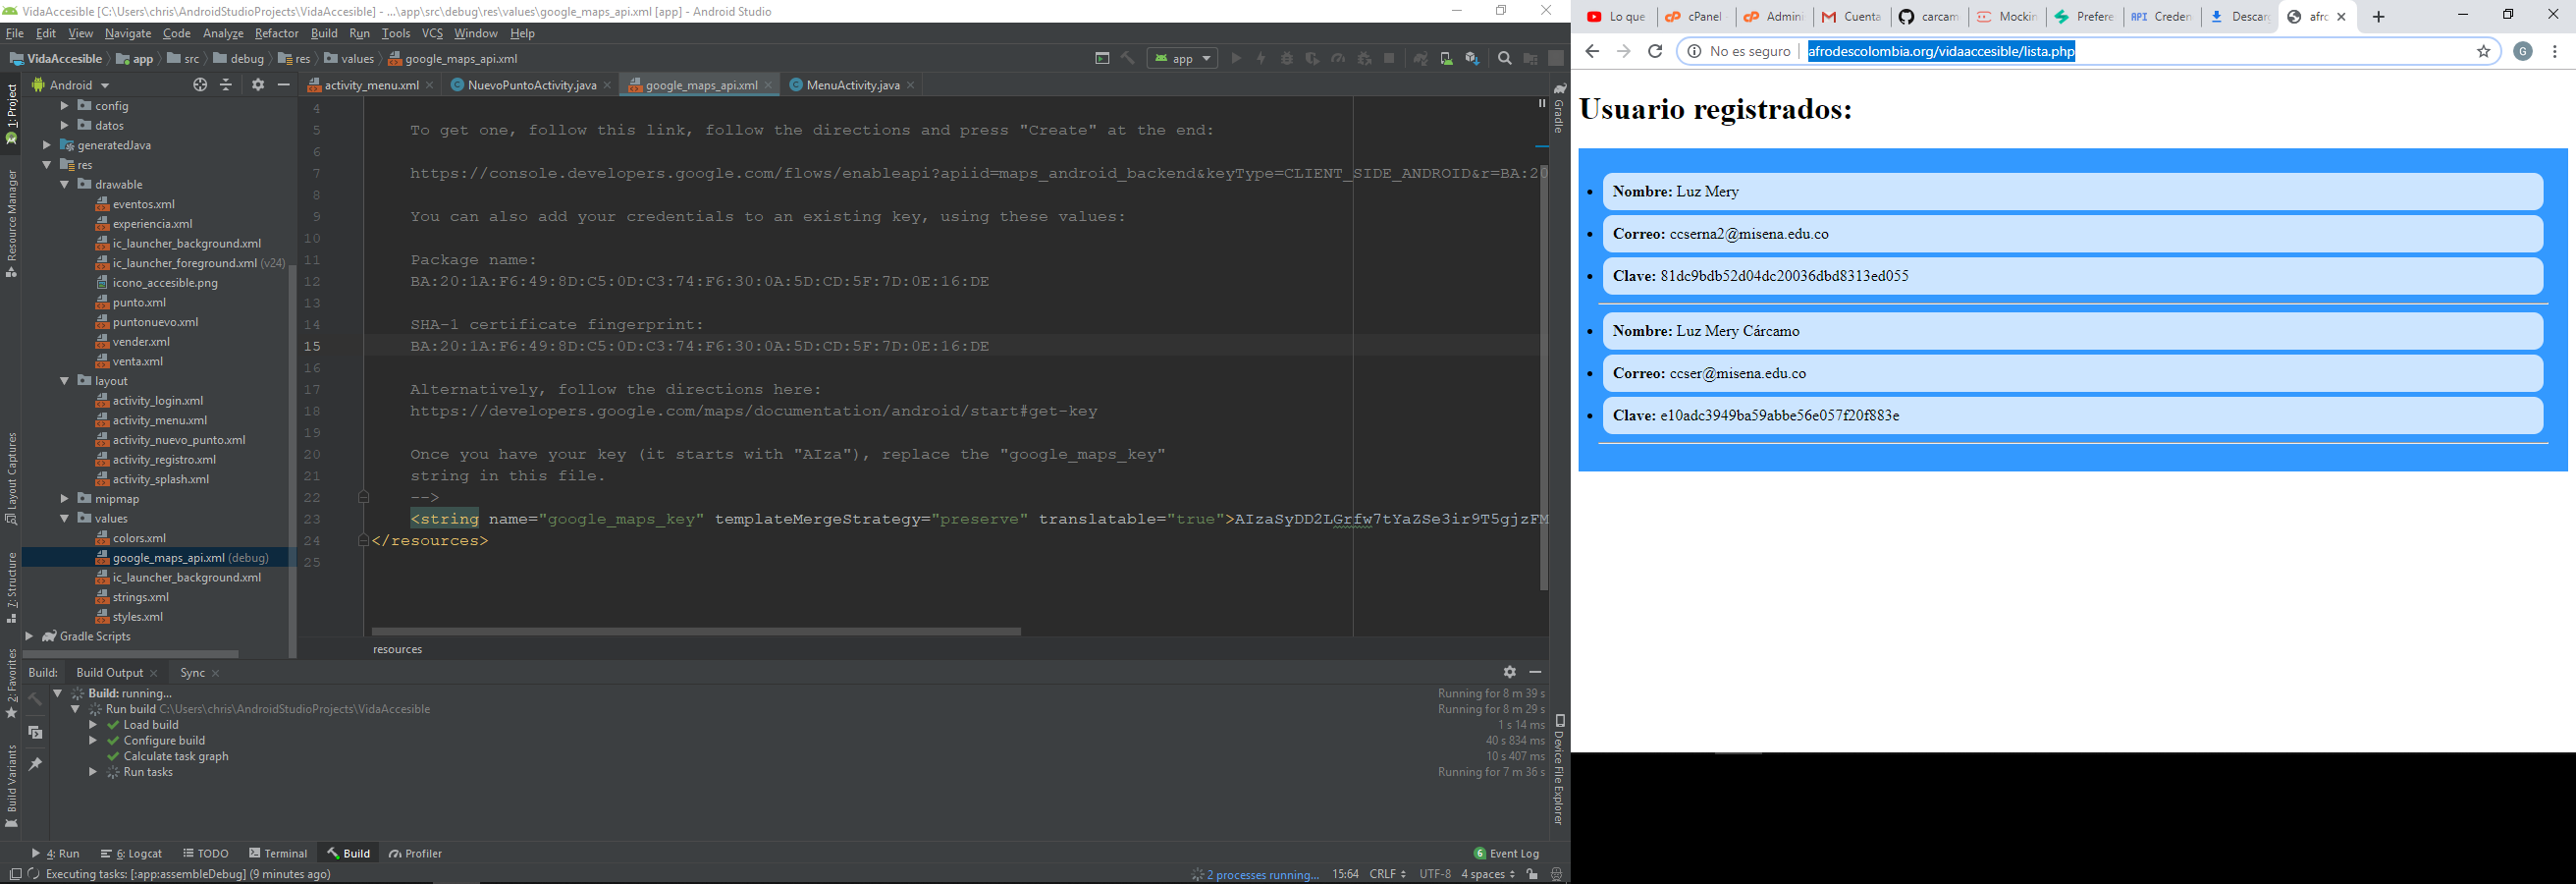 VidaAccesible [C:\Users\chris\AndroidStudioProjects\VidaAccesible] - ...\app\src\debug\res\values\google_maps_api.xml [app] - Android Studio
File Edit View Navigate Code Analyze Refactor Build Run Tools VCS Window Help
VidaAccesible app src debug res values google_maps_api.xml
app
Android
activity_menu.xml NuevoPuntoActivity.java google_maps_api.xml MenuActivity.java
1: Project
Resource Manager
Layout Captures
7: Structure
2: Favorites
Build Variants
config
datos
generatedJava
res
drawable
eventos.xml
experiencia.xml
ic_launcher_background.xml
ic_launcher_foreground.xml (v24)
icono_accesible.png
punto.xml
puntonuevo.xml
vender.xml
venta.xml
layout
activity_login.xml
activity_menu.xml
activity_nuevo_punto.xml
activity_registro.xml
activity_splash.xml
mipmap
values
colors.xml
google_maps_api.xml (debug)
ic_launcher_background.xml
strings.xml
styles.xml
Gradle Scripts
4
5 To get one, follow this link, follow the directions and press "Create" at the end:
6
7 https://console.developers.google.com/flows/enableapi?apiid=maps_android_backend&keyType=CLIENT_SIDE_ANDROID&r=BA:20
8
9 You can also add your credentials to an existing key, using these values:
10
11 Package name:
12 BA:20:1A:F6:49:8D:C5:0D:C3:74:F6:30:0A:5D:CD:5F:7D:0E:16:DE
13
14 SHA-1 certificate fingerprint:
15 BA:20:1A:F6:49:8D:C5:0D:C3:74:F6:30:0A:5D:CD:5F:7D:0E:16:DE
16
17 Alternatively, follow the directions here:
18 https://developers.google.com/maps/documentation/android/start#get-key
19
20 Once you have your key (it starts with "AIza"), replace the "google_maps_key"
21 string in this file.
22 -->
23 <string name="google_maps_key" templateMergeStrategy="preserve" translatable="true">AIzaSyDD2LGrfw7tYaZSe3ir9T5gjzFM
24 </resources>
25
resources
Gradle
Device File Explorer
Build: Build Output Sync
Build: running... Running for 8 m 39 s
Run build C:\Users\chris\AndroidStudioProjects\VidaAccesible Running for 8 m 29 s
Load build 1 s 14 ms
Configure build 40 s 834 ms
Calculate task graph 10 s 407 ms
Run tasks Running for 7 m 36 s
4: Run 6: Logcat TODO Terminal Build Profiler 6 Event Log
Executing tasks: [:app:assembleDebug] (9 minutes ago) 2 processes running... 15:64 CRLF UTF-8 4 spaces
Lo que cPanel Admini Cuenta carcam Mockin Prefere API Creden Descarg afro
No es seguro afrodescolombia.org/vidaaccesible/lista.php G
Usuario registrados:
Nombre: Luz Mery
Correo: ccserna2@misena.edu.co
Clave: 81dc9bdb52d04dc20036dbd8313ed055
Nombre: Luz Mery Cárcamo
Correo: ccser@misena.edu.co
Clave: e10adc3949ba59abbe56e057f20f883e